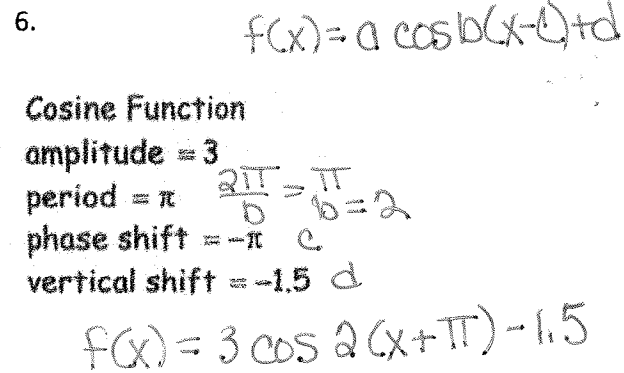 6.
f(x) = a cos b(x-c)+d
Cosine Function
amplitude = 3
period = π 2π/b = π b = 2
phase shift = -π c
vertical shift = -1.5 d
f(x) = 3 cos 2(x+π) - 1.5